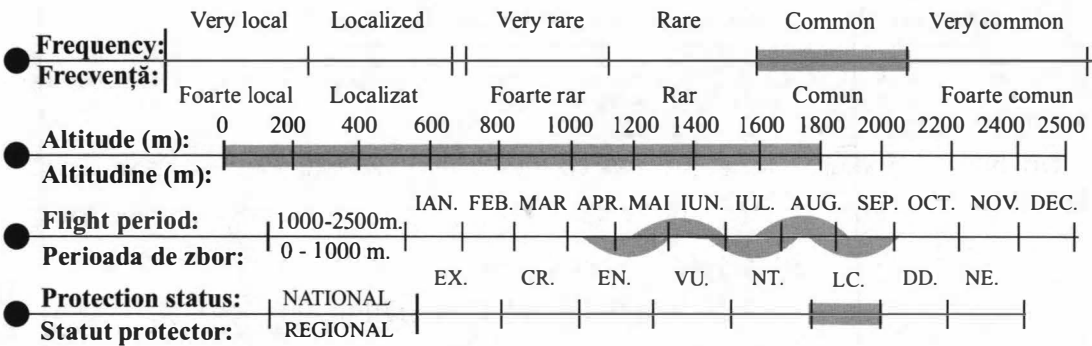 Very local Localized Very rare Rare Common Very common
Frequency:
Frecvență:
Foarte local Localizat Foarte rar Rar Comun Foarte comun
Altitude (m): 0 200 400 600 800 1000 1200 1400 1600 1800 2000 2200 2400 2500
Altitudine (m):
IAN. FEB. MAR APR. MAI IUN. IUL. AUG. SEP. OCT. NOV. DEC.
Flight period: 1000-2500m.
Perioada de zbor: 0 - 1000 m.
EX. CR. EN. VU. NT. LC. DD. NE.
Protection status: NATIONAL
Statut protector: REGIONAL